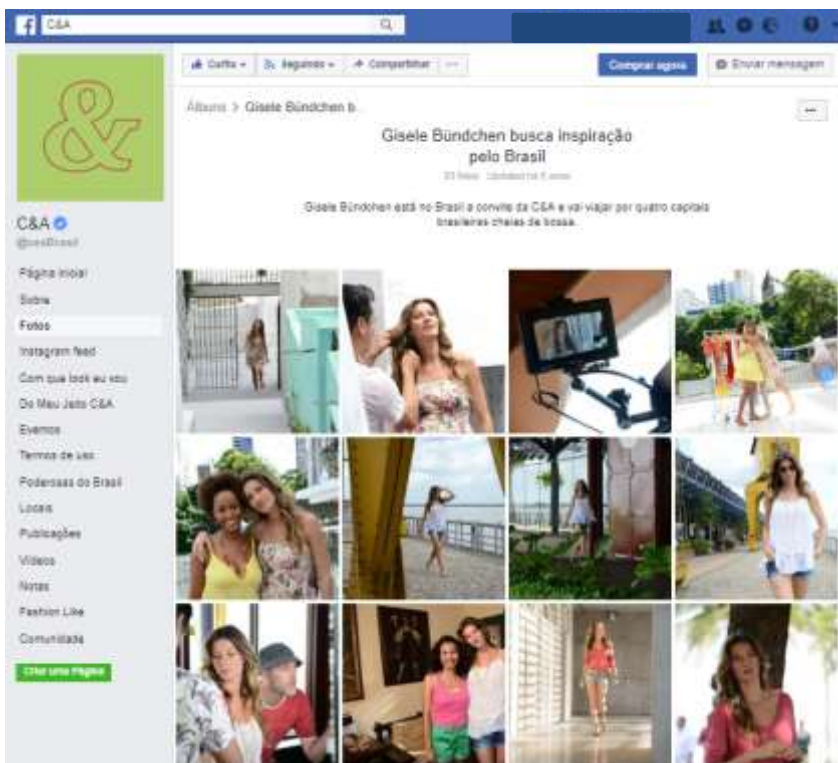 C&A
Curtiu
Seguindo
Compartilhar
Comprar agora
Enviar mensagem
Álbuns > Gisele Bündchen b...
Gisele Bündchen busca inspiração
pelo Brasil
Gisele Bündchen está no Brasil a convite da C&A e vai viajar por quatro capitais
brasileiras cheias de bossa.
&
C&A
@ceaBrasil
Página inicial
Sobre
Fotos
Instagram feed
Com que look eu vou
Do Meu Jeito C&A
Eventos
Termos de uso
Poderosas do Brasil
Locais
Publicações
Vídeos
Notas
Fashion Like
Comunidade
Criar uma Página